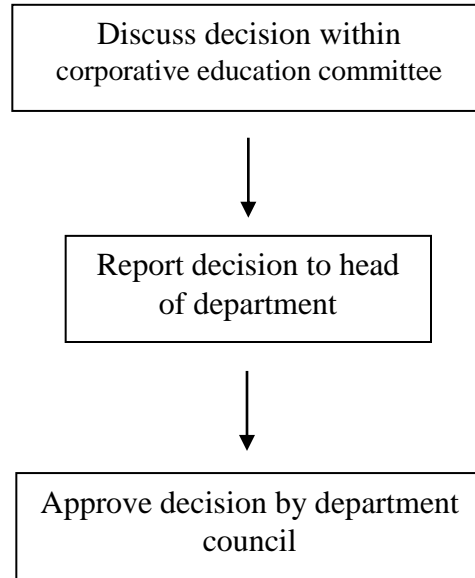 Discuss decision within
corporative education committee
Report decision to head
of department
Approve decision by department
council